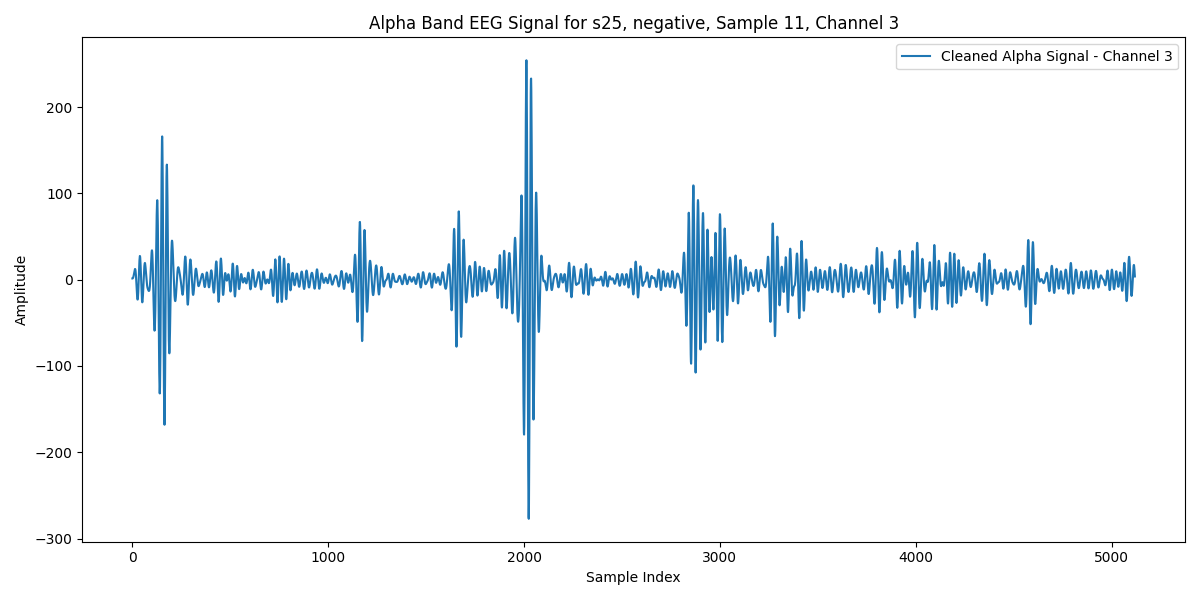 Alpha Band EEG Signal for s25, negative, Sample 11, Channel 3
Cleaned Alpha Signal - Channel 3
Amplitude
200
100
0
−100
−200
−300
0 1000 2000 3000 4000 5000
Sample Index